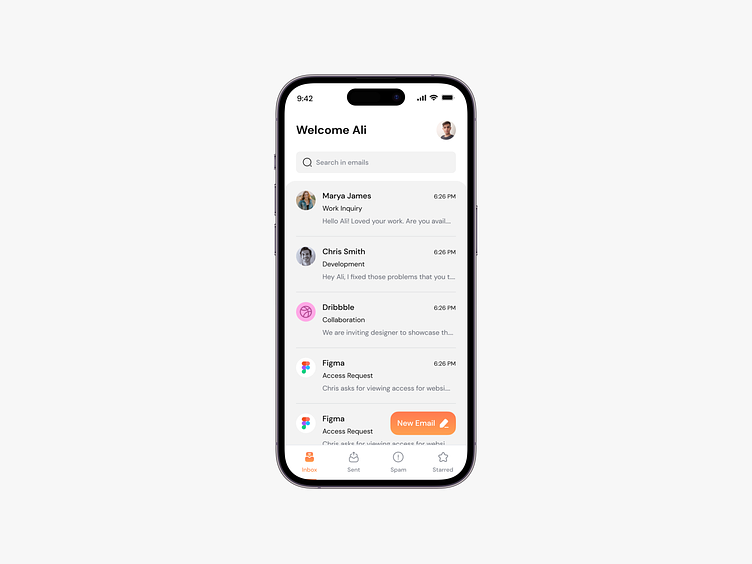 9:42
Welcome Ali
Search in emails
Marya James 6:26 PM
Work Inquiry
Hello Ali! Loved your work. Are you avail...
Chris Smith 6:26 PM
Development
Hey Ali, I fixed those problems that you t...
Dribbble 6:26 PM
Collaboration
We are inviting designer to showcase th...
Figma 6:26 PM
Access Request
Chris asks for viewing access for websi...
Figma
Access Request
New Email
Chris asks for viewing access for websi...
Inbox Sent Spam Starred